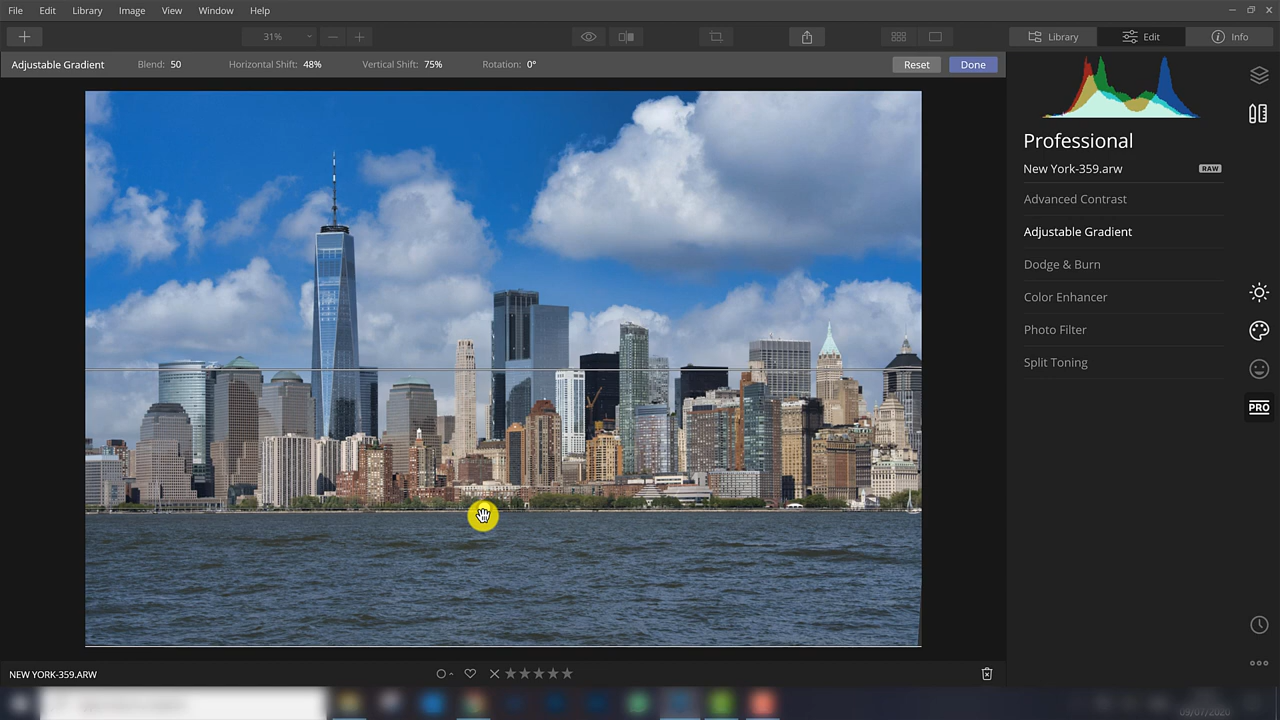 File Edit Library Image View Window Help
31% Library Edit Info
Adjustable Gradient Blend: 50 Horizontal Shift: 48% Vertical Shift: 75% Rotation: 0° Reset Done
Professional
New York-359.arw RAW
Advanced Contrast
Adjustable Gradient
Dodge & Burn
Color Enhancer
Photo Filter
Split Toning
PRO
NEW YORK-359.ARW